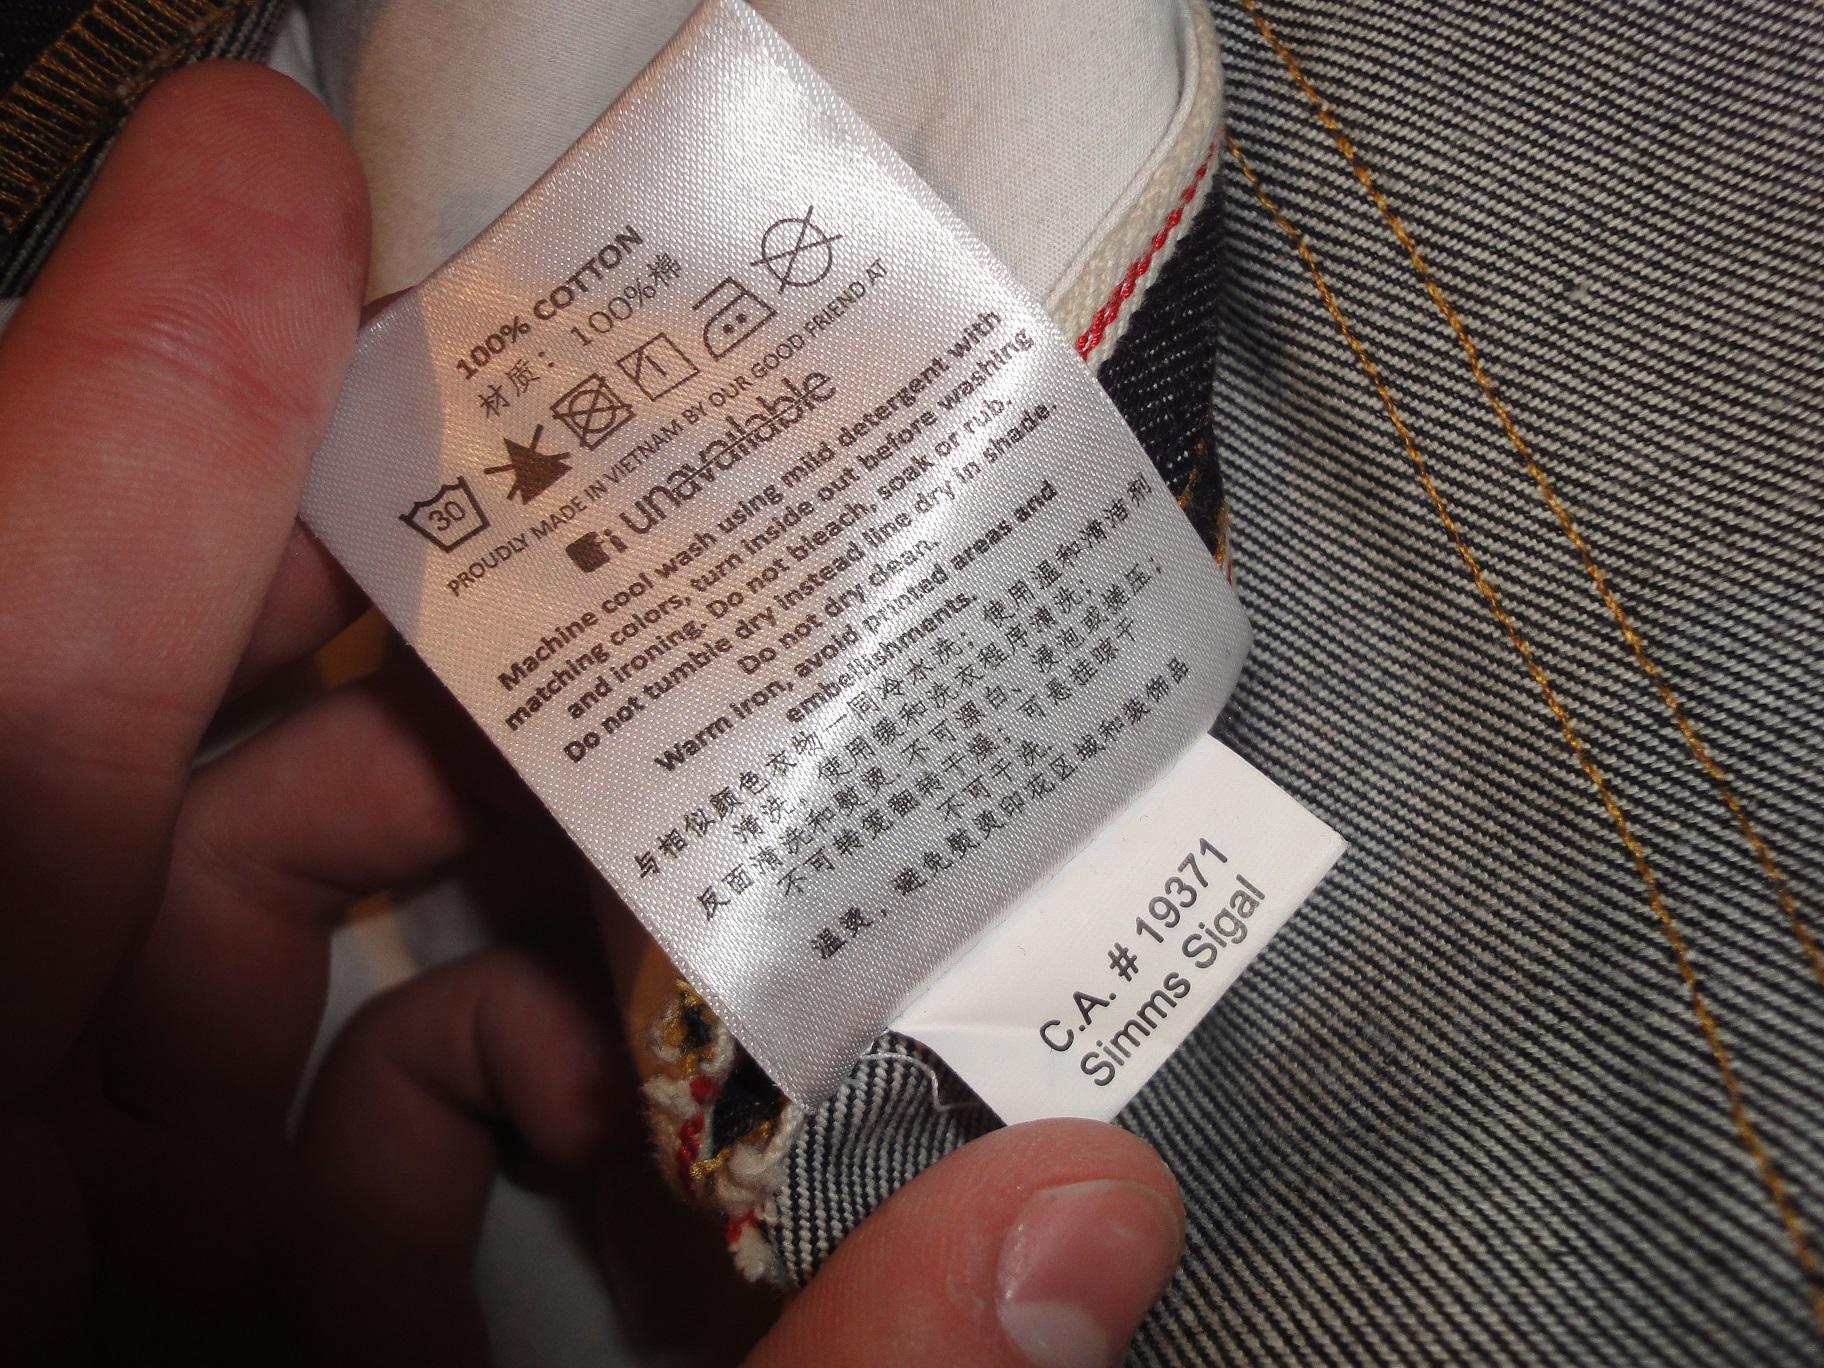 100% COTTON
材质：100%棉
30
PROUDLY MADE IN VIETNAM BY OUR GOOD FRIEND AT
unavailable
Machine cool wash using mild detergent with
matching colors, turn inside out before washing
and ironing. Do not bleach, soak or rub.
Do not tumble dry instead line dry in shade.
Do not dry clean.
Warm iron, avoid printed areas and
embellishments.
与相似颜色衣物一同冷水洗；使用温和清洁剂
清洗，使用缓和洗衣程序清洗；
反面清洗和熨烫，不可漂白、浸泡或搓压；
不可转笼翻转干燥；可悬挂晾干
不可干洗
温烫，避免熨烫印花区域和装饰品
C.A. # 19371
Simms Sigal